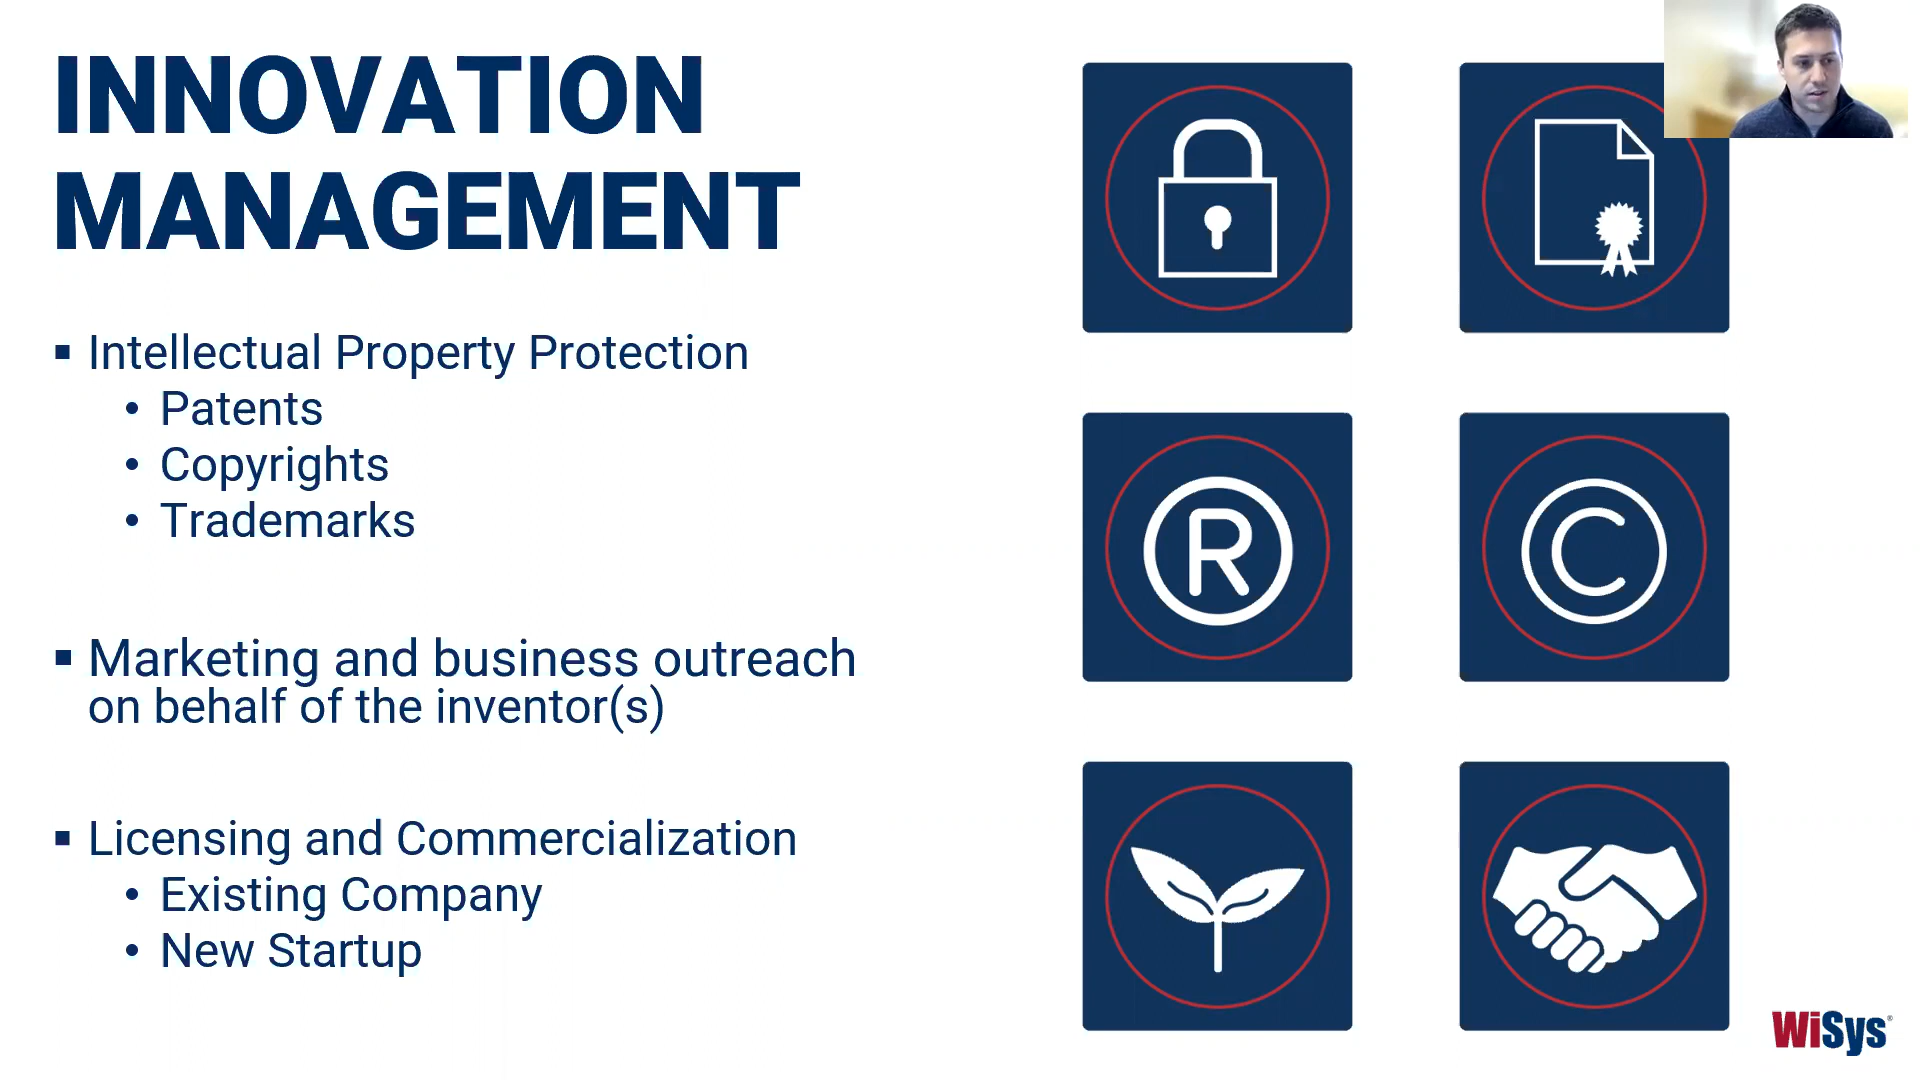 INNOVATION
MANAGEMENT
▪ Intellectual Property Protection
• Patents
• Copyrights
• Trademarks
▪ Marketing and business outreach
on behalf of the inventor(s)
▪ Licensing and Commercialization
• Existing Company
• New Startup
®
©
WiSys®